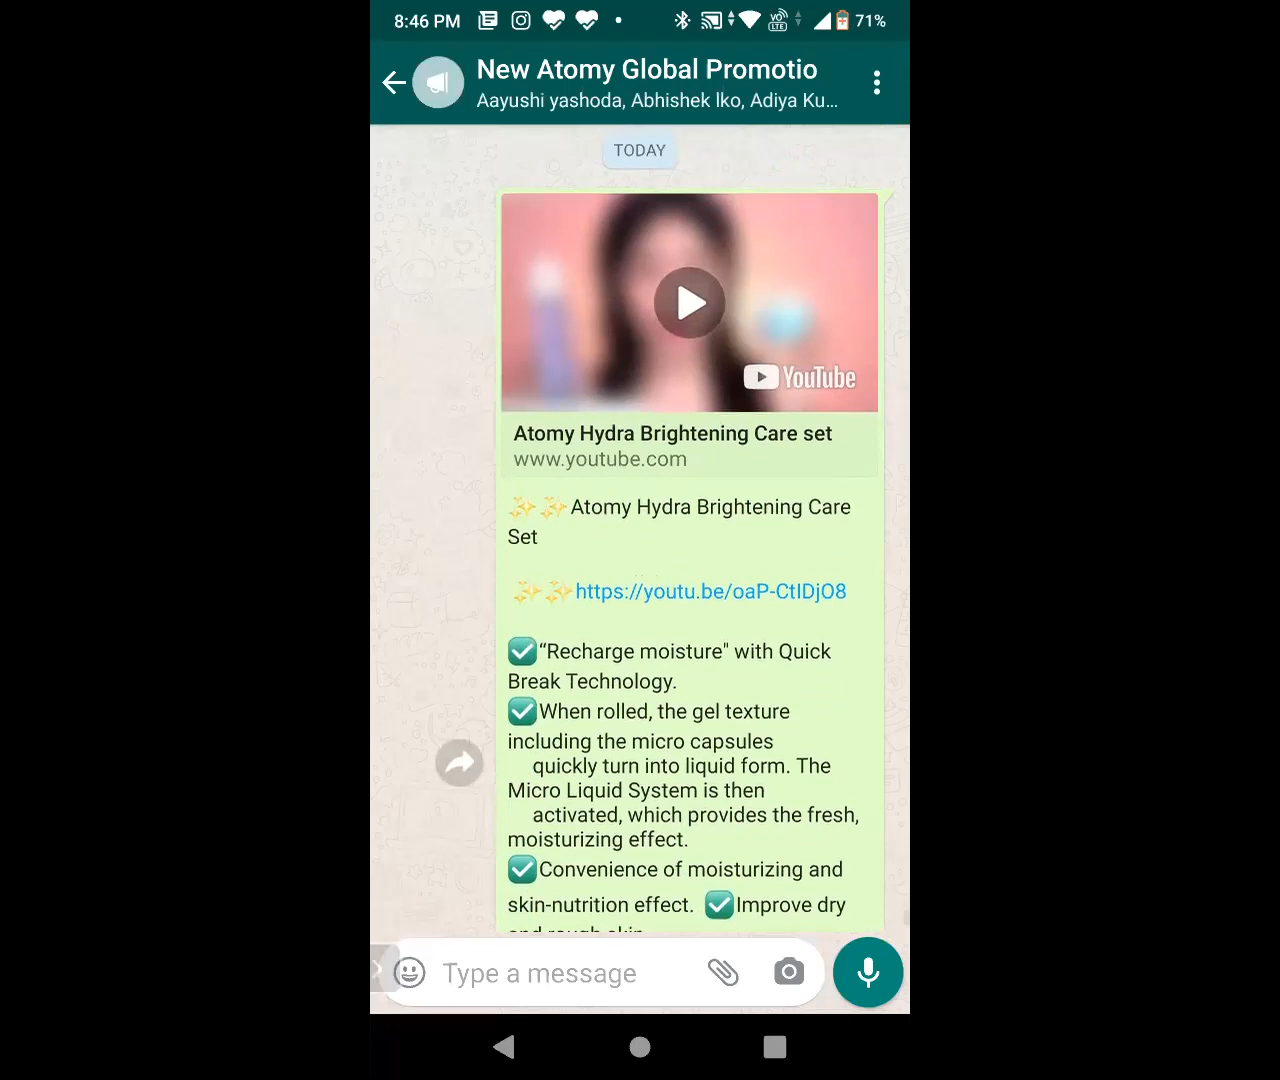 8:46 PM 71%
New Atomy Global Promotio
Aayushi yashoda, Abhishek lko, Adiya Ku...
TODAY
YouTube
Atomy Hydra Brightening Care set
www.youtube.com
✨✨Atomy Hydra Brightening Care
Set
✨✨https://youtu.be/oaP-CtIDjO8
✅“Recharge moisture" with Quick
Break Technology.
✅When rolled, the gel texture
including the micro capsules
quickly turn into liquid form. The
Micro Liquid System is then
activated, which provides the fresh,
moisturizing effect.
✅Convenience of moisturizing and
skin-nutrition effect. ✅Improve dry
and rough skin
Type a message